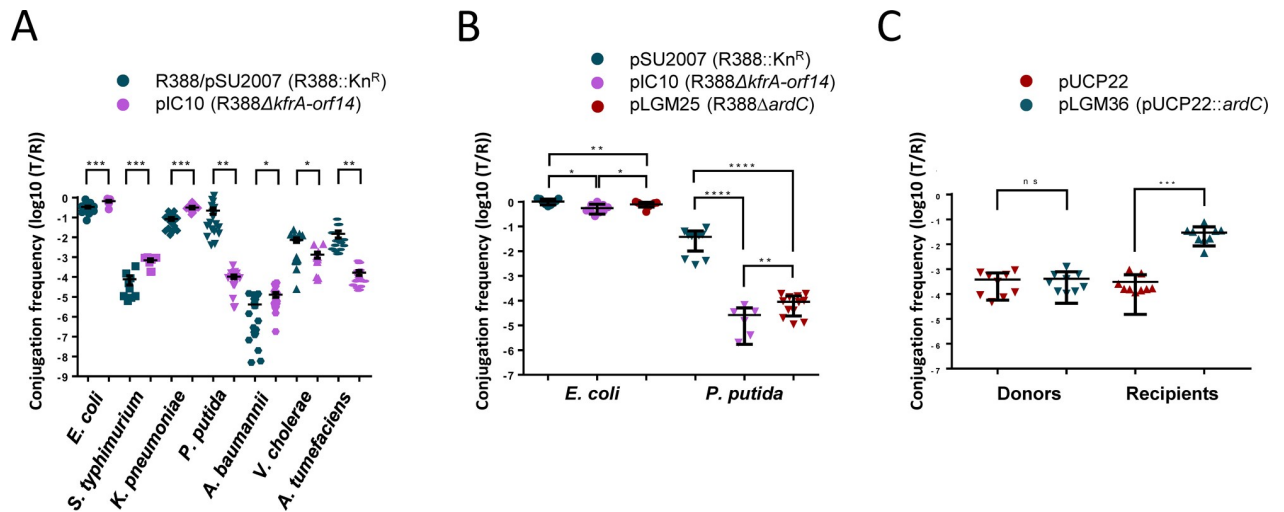 A
R388/pSU2007 (R388::Knᴿ)
pIC10 (R388ΔkfrA-orf14)
Conjugation frequency (log10 (T/R))
*** *** *** ** * * **
0
-1
-2
-3
-4
-5
-6
-7
-8
-9
E. coli
S. typhimurium
K. pneumoniae
P. putida
A. baumannii
V. cholerae
A. tumefaciens
B
pSU2007 (R388::Knᴿ)
pIC10 (R388ΔkfrA-orf14)
pLGM25 (R388ΔardC)
Conjugation frequency (log10 (T/R))
**
* *
****
****
**
0
-1
-2
-3
-4
-5
-6
-7
E. coli P. putida
C
pUCP22
pLGM36 (pUCP22::ardC)
Conjugation frequency (log10 (T/R))
ns ***
0
-1
-2
-3
-4
-5
-6
-7
Donors Recipients